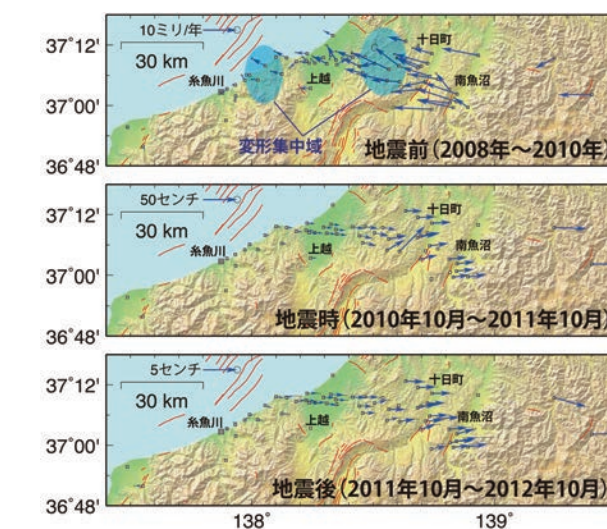 10ミリ/年
37°12'
30 km
十日町
糸魚川
上越
南魚沼
37°00'
変形集中域
地震前(2008年~2010年)
36°48'
50センチ
37°12'
30 km
十日町
糸魚川
上越
南魚沼
37°00'
地震時(2010年10月~2011年10月)
36°48'
5センチ
37°12'
30 km
十日町
糸魚川
上越
南魚沼
37°00'
地震後(2011年10月~2012年10月)
36°48'
138°
139°